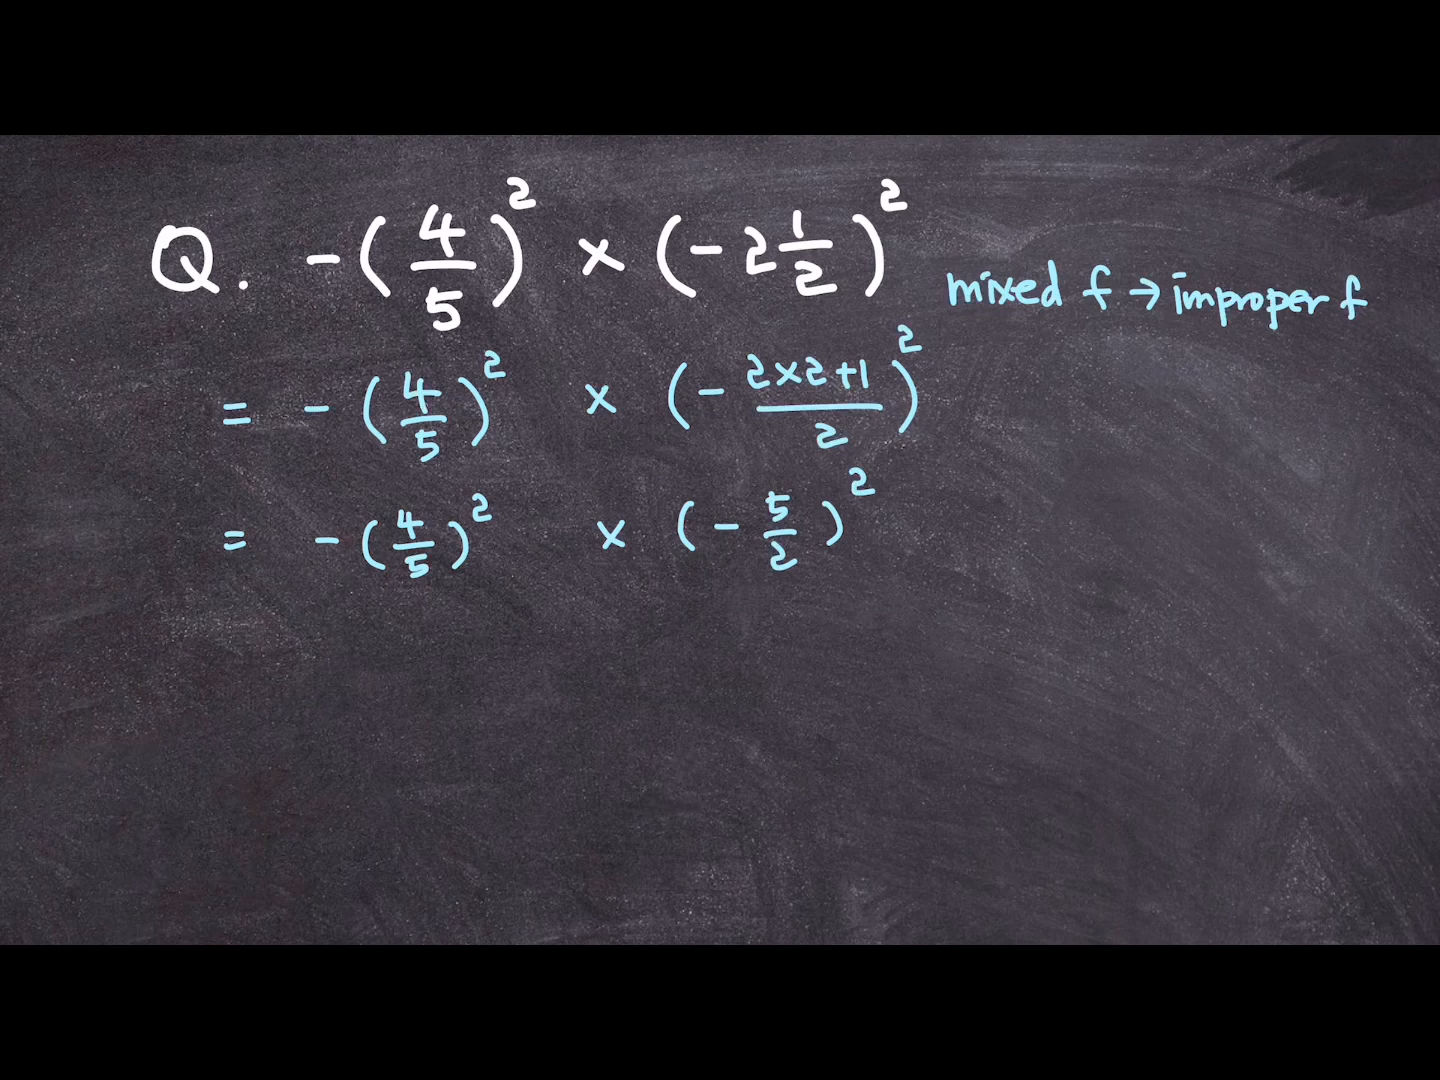 Q. -(4/5)² × (-2 1/2)²
mixed f → improper f
= -(4/5)² × (- 2×2+1/2)²
= -(4/5)² × (- 5/2)²